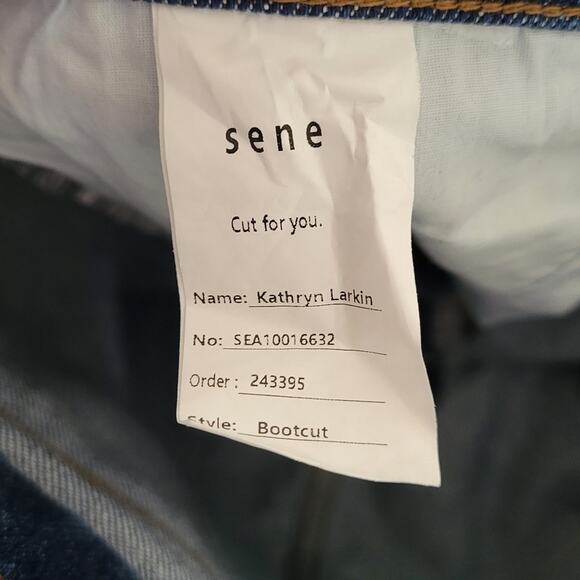 sene
Cut for you.
Name: Kathryn Larkin
No: SEA10016632
Order: 243395
Style: Bootcut